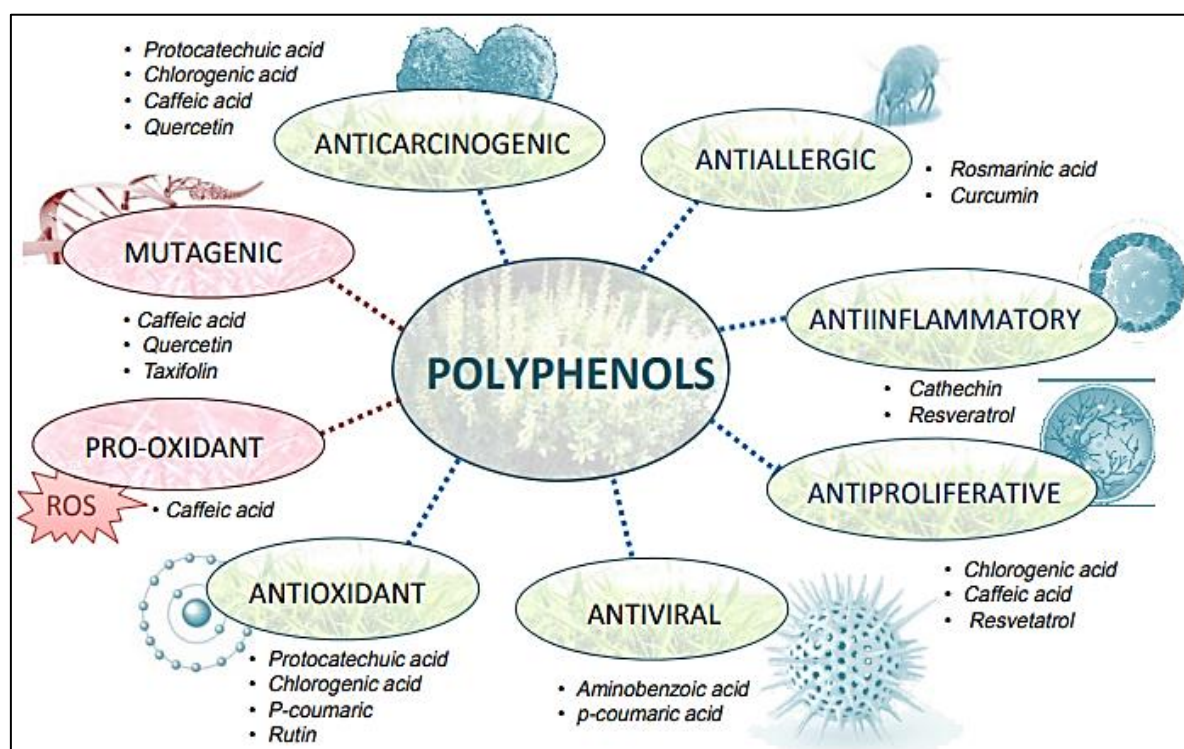 • Protocatechuic acid
• Chlorogenic acid
• Caffeic acid
• Quercetin
ANTICARCINOGENIC
ANTIALLERGIC
• Rosmarinic acid
• Curcumin
MUTAGENIC
• Caffeic acid
• Quercetin
• Taxifolin
ANTIINFLAMMATORY
• Cathechin
• Resveratrol
POLYPHENOLS
PRO-OXIDANT
ROS
• Caffeic acid
ANTIPROLIFERATIVE
• Chlorogenic acid
• Caffeic acid
• Resvetatrol
ANTIOXIDANT
• Protocatechuic acid
• Chlorogenic acid
• P-coumaric
• Rutin
ANTIVIRAL
• Aminobenzoic acid
• p-coumaric acid